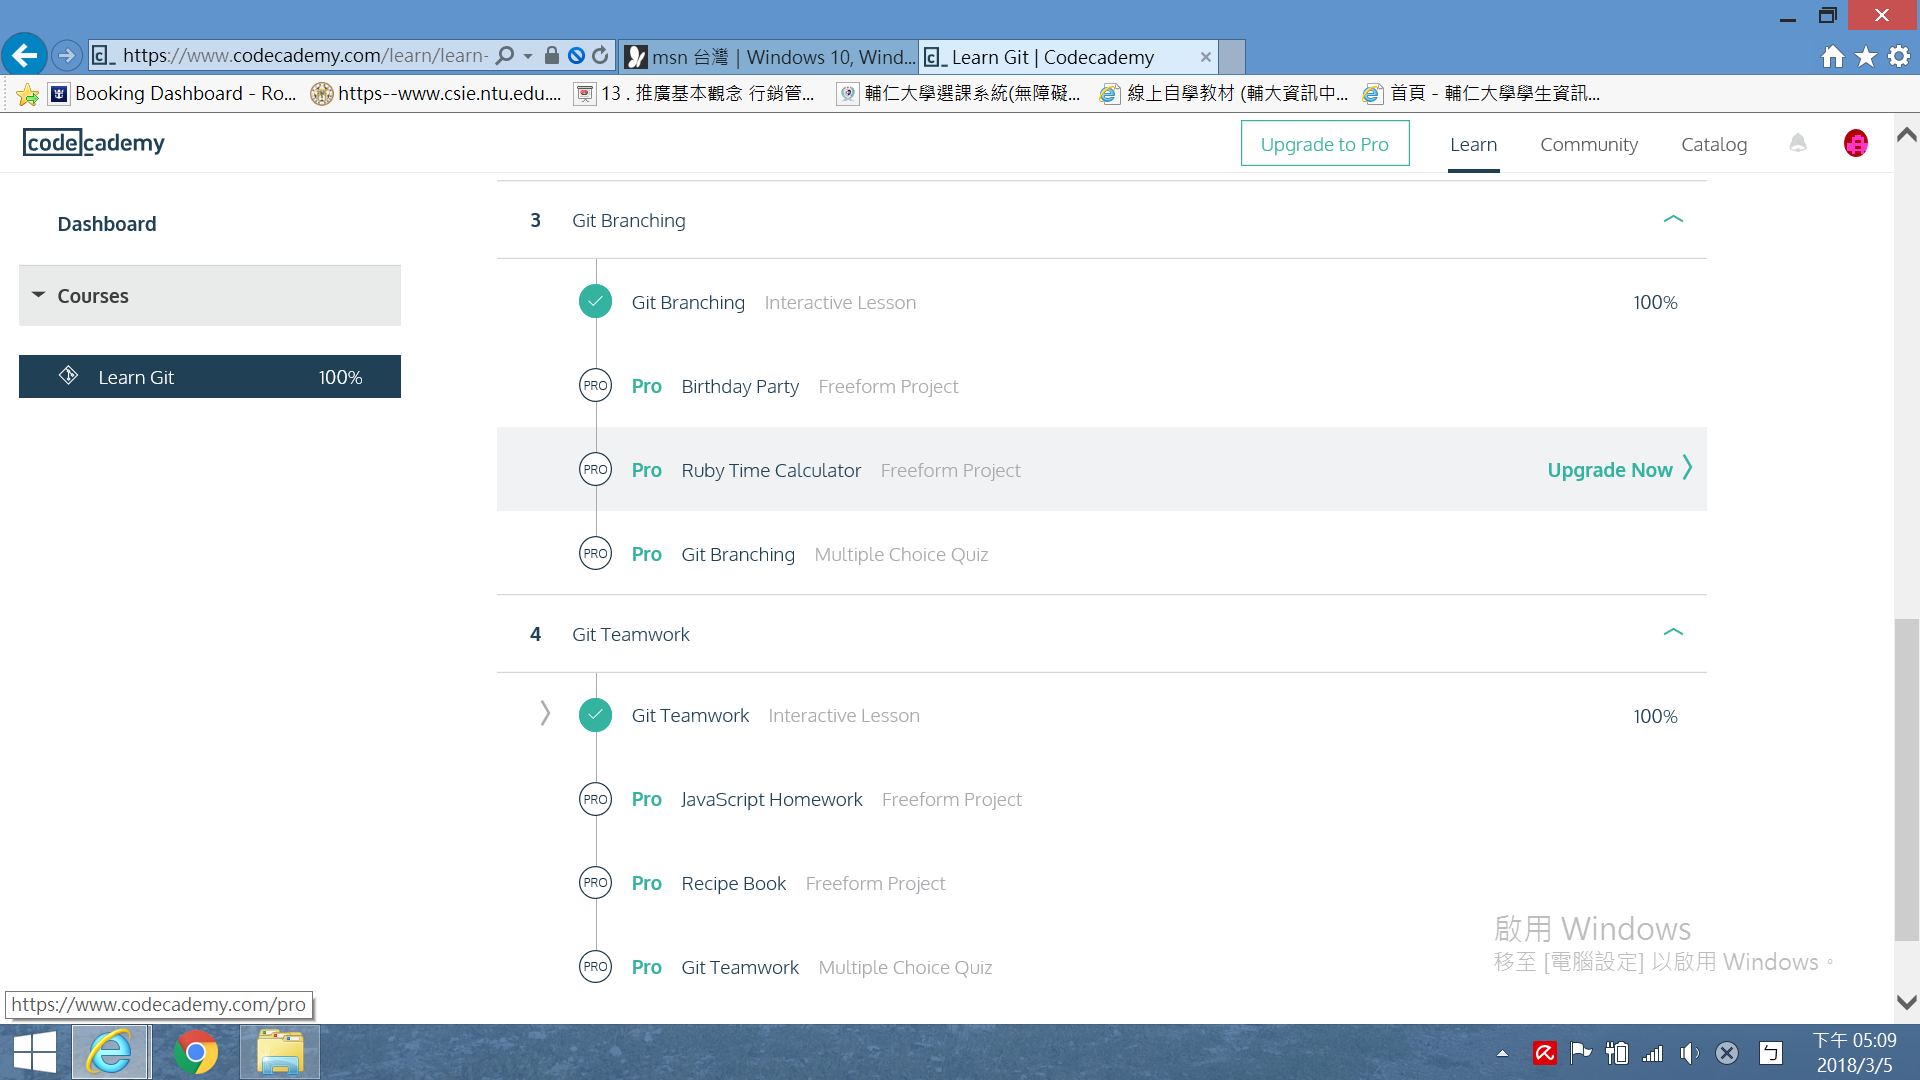 https://www.codecademy.com/learn/learn-
msn 台灣 | Windows 10, Wind...
Learn Git | Codecademy
Booking Dashboard - Ro...
https--www.csie.ntu.edu....
13 . 推廣基本觀念 行銷管...
輔仁大學選課系統(無障礙...
線上自學教材 (輔大資訊中...
首頁 - 輔仁大學學生資訊...
codecademy
Upgrade to Pro
Learn
Community
Catalog
Dashboard
Courses
Learn Git 100%
3 Git Branching
Git Branching Interactive Lesson 100%
PRO Pro Birthday Party Freeform Project
PRO Pro Ruby Time Calculator Freeform Project Upgrade Now
PRO Pro Git Branching Multiple Choice Quiz
4 Git Teamwork
Git Teamwork Interactive Lesson 100%
PRO Pro JavaScript Homework Freeform Project
PRO Pro Recipe Book Freeform Project
PRO Pro Git Teamwork Multiple Choice Quiz
啟用 Windows
移至 [電腦設定] 以啟用 Windows。
https://www.codecademy.com/pro
ㄅ
下午 05:09
2018/3/5